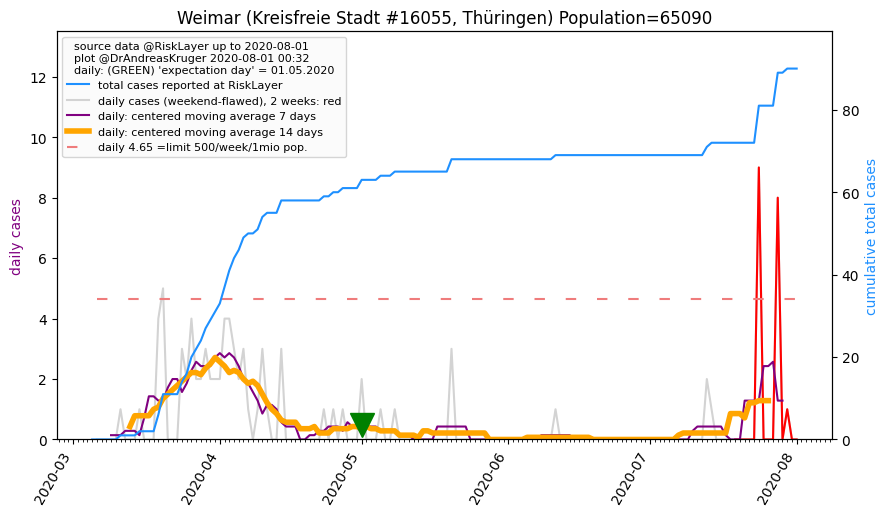 Weimar (Kreisfreie Stadt #16055, Thüringen) Population=65090
source data @RiskLayer up to 2020-08-01
plot @DrAndreasKruger 2020-08-01 00:32
daily: (GREEN) 'expectation day' = 01.05.2020
total cases reported at RiskLayer
daily cases (weekend-flawed), 2 weeks: red
daily: centered moving average 7 days
daily: centered moving average 14 days
daily 4.65 =limit 500/week/1mio pop.
daily cases
12
10
8
6
4
2
0
80
60
40
20
0
cumulative total cases
2020-03
2020-04
2020-05
2020-06
2020-07
2020-08